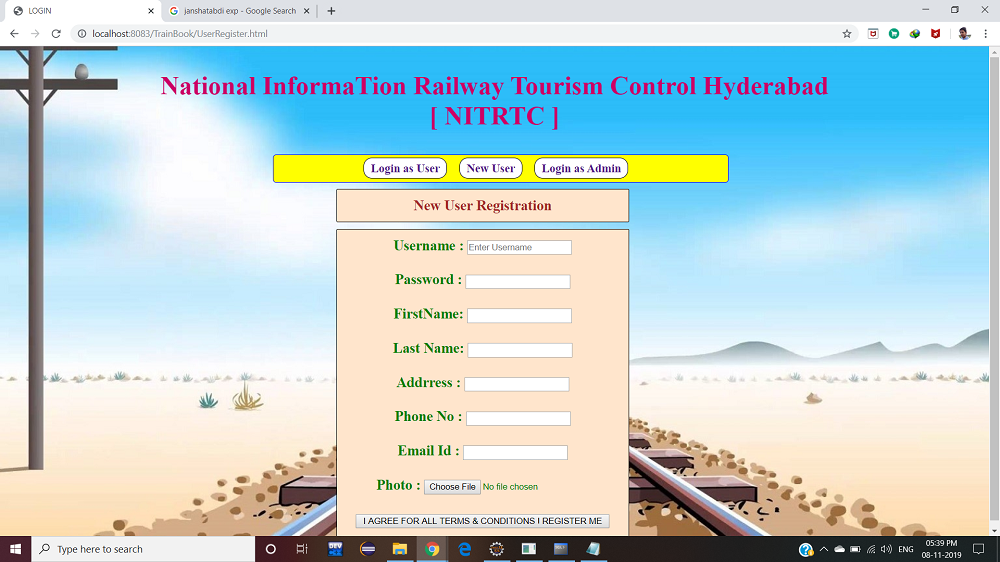 LOGIN
janshatabdi exp - Google Search
localhost:8083/TrainBook/UserRegister.html
National InformaTion Railway Tourism Control Hyderabad
[ NITRTC ]
Login as User New User Login as Admin
New User Registration
Username : Enter Username
Password :
FirstName:
Last Name:
Addrress :
Phone No :
Email Id :
Photo : Choose File No file chosen
I AGREE FOR ALL TERMS & CONDITIONS I REGISTER ME
Type here to search
DEV
ENG
05:39 PM
08-11-2019